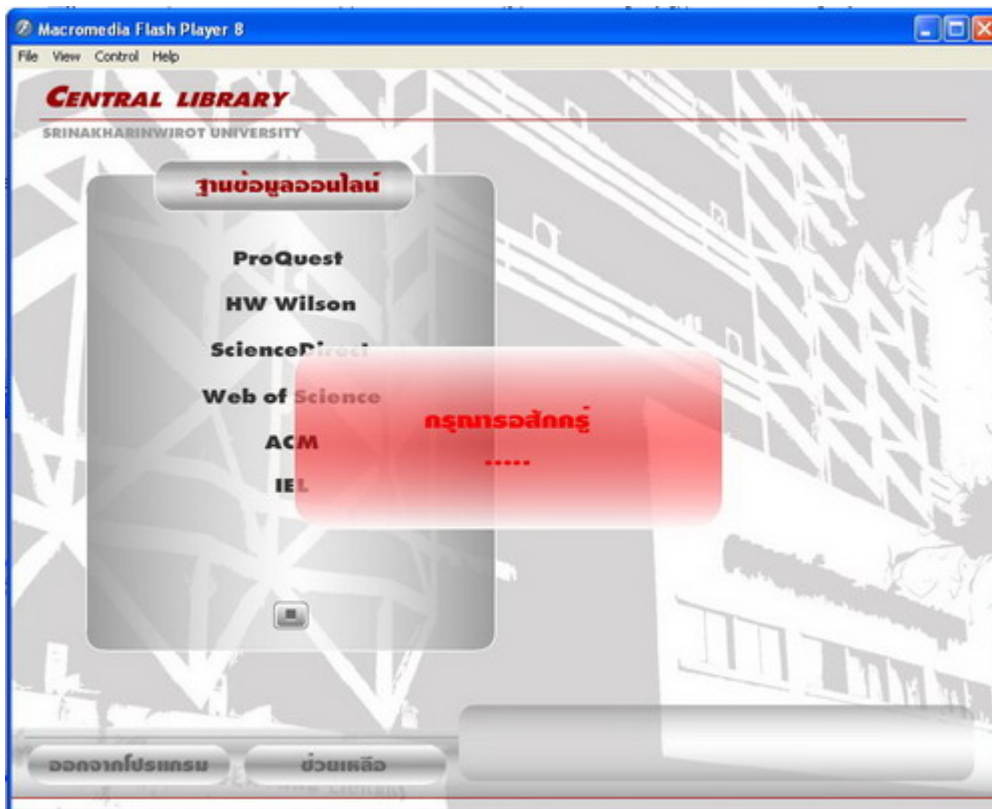 Macromedia Flash Player 8
File View Control Help
CENTRAL LIBRARY
SRINAKHARINWIROT UNIVERSITY
ฐานข้อมูลออนไลน์
ProQuest
HW Wilson
ScienceDirect
Web of Science
ACM
IEL
กรุณารอสักครู่
.....
ออกจากโปรแกรม
ช่วยเหลือ